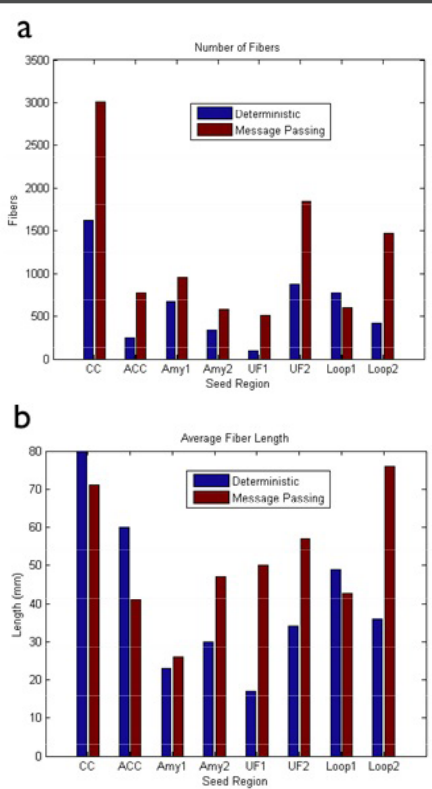 a
Number of Fibers
3500
3000
2500
2000
1500
1000
500
0
Fibers
Deterministic
Message Passing
CC ACC Amy1 Amy2 UF1 UF2 Loop1 Loop2
Seed Region
b
Average Fiber Length
80
70
60
50
40
30
20
10
0
Length (mm)
Deterministic
Message Passing
CC ACC Amy1 Amy2 UF1 UF2 Loop1 Loop2
Seed Region